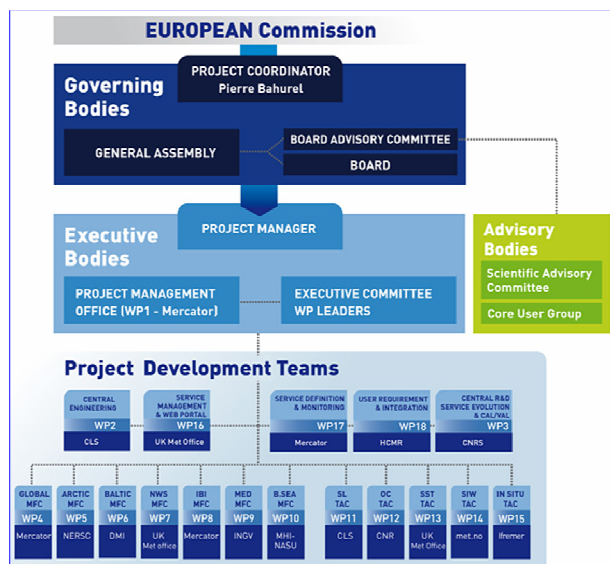 EUROPEAN Commission
PROJECT COORDINATOR
Pierre Bahurel
Governing
Bodies
GENERAL ASSEMBLY
BOARD ADVISORY COMMITTEE
BOARD
PROJECT MANAGER
Executive
Bodies
PROJECT MANAGEMENT
OFFICE (WP1 - Mercator)
EXECUTIVE COMMITTEE
WP LEADERS
Advisory
Bodies
Scientific Advisory
Committee
Core User Group
Project Development Teams
CENTRAL
ENGINEERING
WP2
CLS
SERVICE
MANAGEMENT
& WEB PORTAL
WP16
UK Met Office
SERVICE DEFINITION
& MONITORING
WP17
Mercator
USER REQUIREMENT
& INTEGRATION
WP18
HCMR
CENTRAL R&D
SERVICE EVOLUTION
& CAL/VAL
WP3
CNRS
GLOBAL
MFC
WP4
Mercator
ARCTIC
MFC
WP5
NERSC
BALTIC
MFC
WP6
DMI
NWS
MFC
WP7
UK
Met office
IBI
MFC
WP8
Mercator
MED
MFC
WP9
INGV
B.SEA
MFC
WP10
MHI-
NASU
SL
TAC
WP11
CLS
OC
TAC
WP12
CNR
SST
TAC
WP13
UK
Met Office
SIW
TAC
WP14
met.no
IN SITU
TAC
WP15
Ifremer